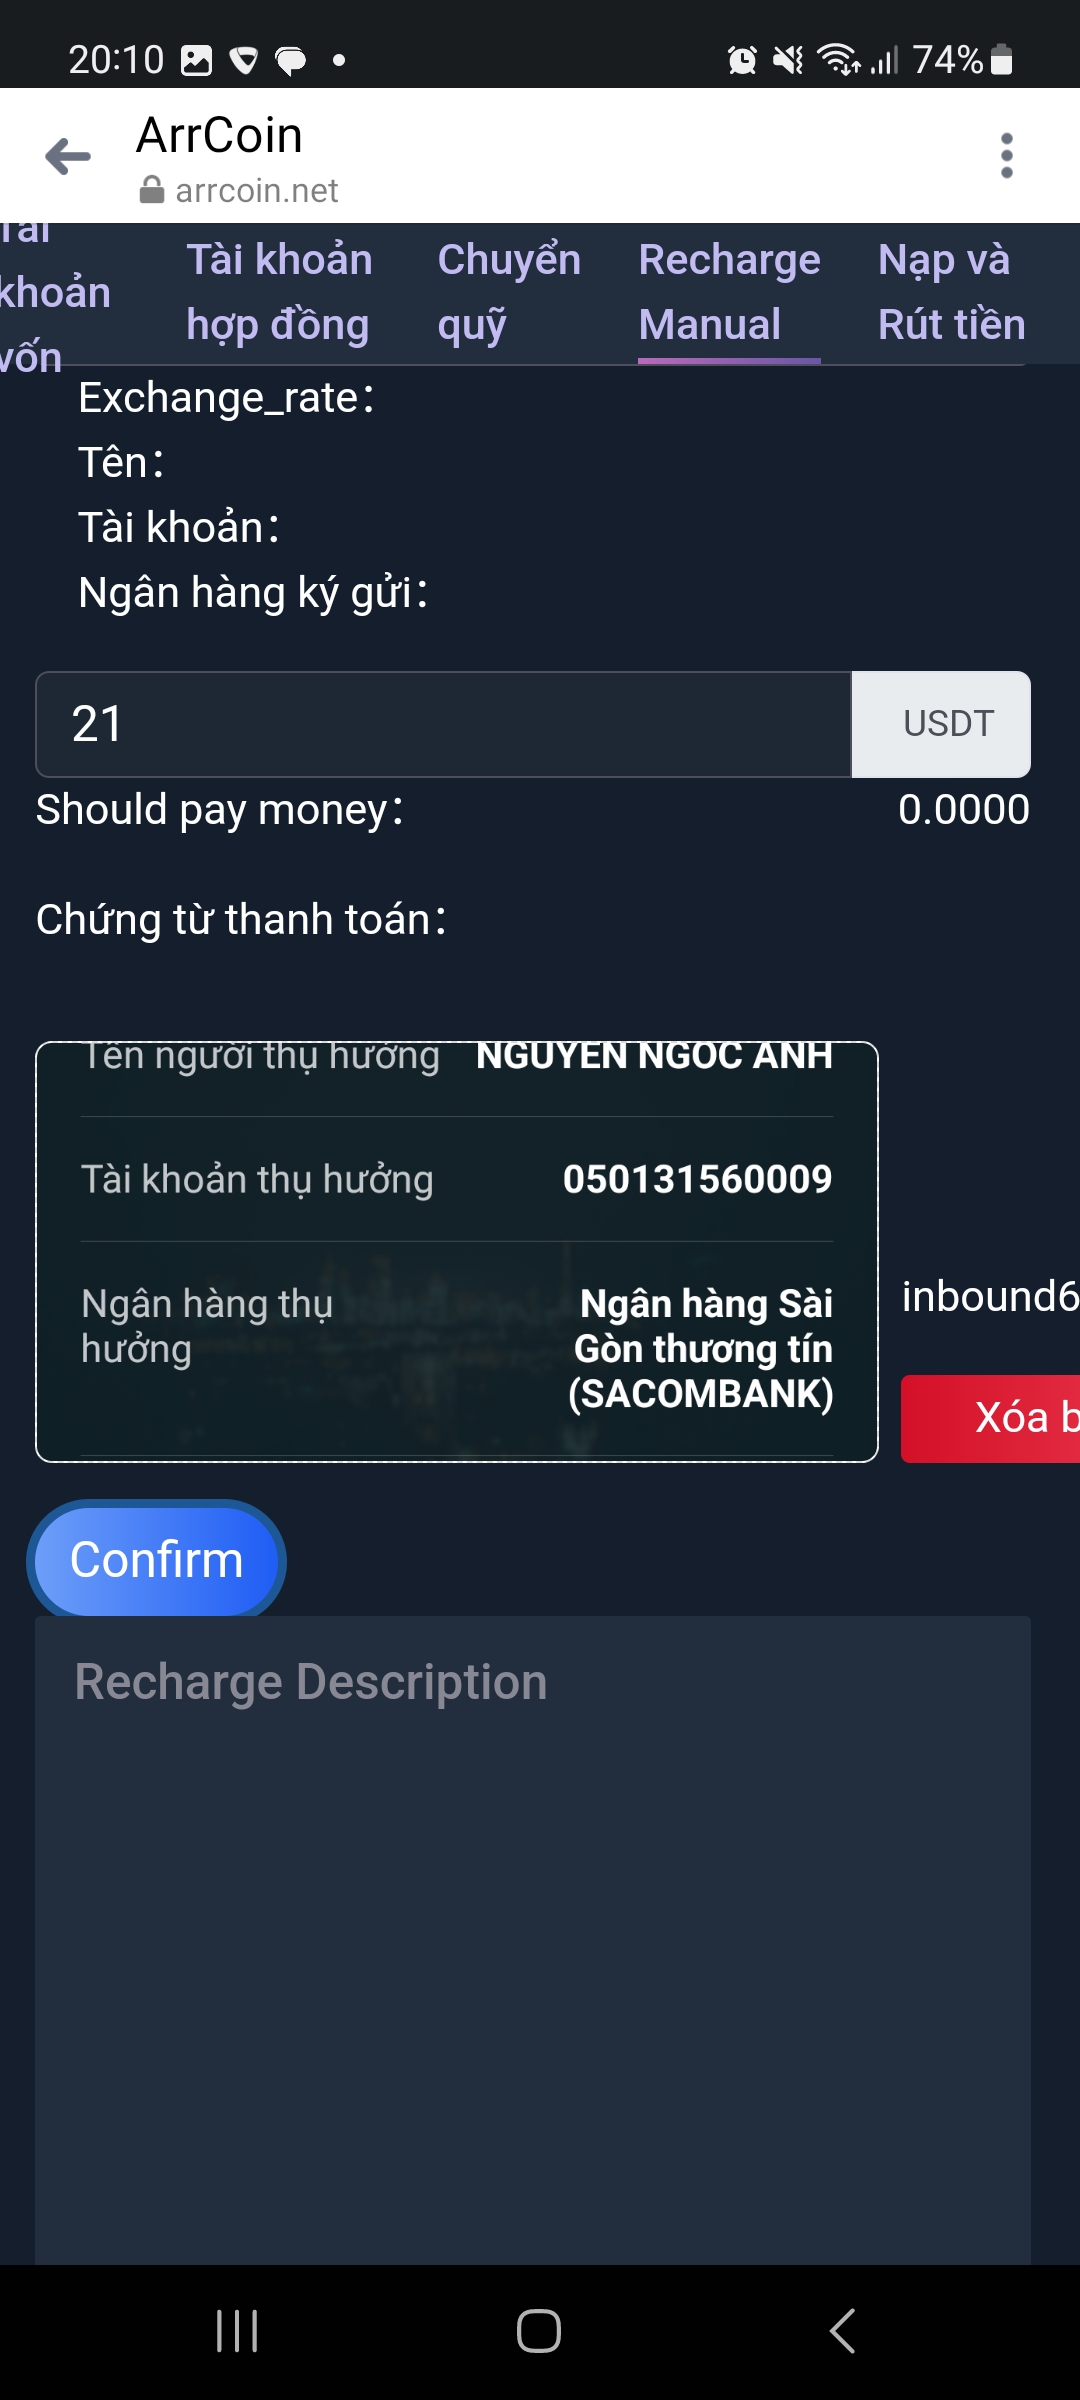 20:10
74%
ArrCoin
arrcoin.net
Tài khoản vốn
Tài khoản hợp đồng
Chuyển quỹ
Recharge Manual
Nạp và Rút tiền
Exchange_rate:
Tên:
Tài khoản:
Ngân hàng ký gửi:
21
USDT
Should pay money:
0.0000
Chứng từ thanh toán:
Tên người thụ hưởng
NGUYEN NGOC ANH
Tài khoản thụ hưởng
050131560009
Ngân hàng thụ
hưởng
Ngân hàng Sài
Gòn thương tín
(SACOMBANK)
inbound6
Xóa b
Confirm
Recharge Description